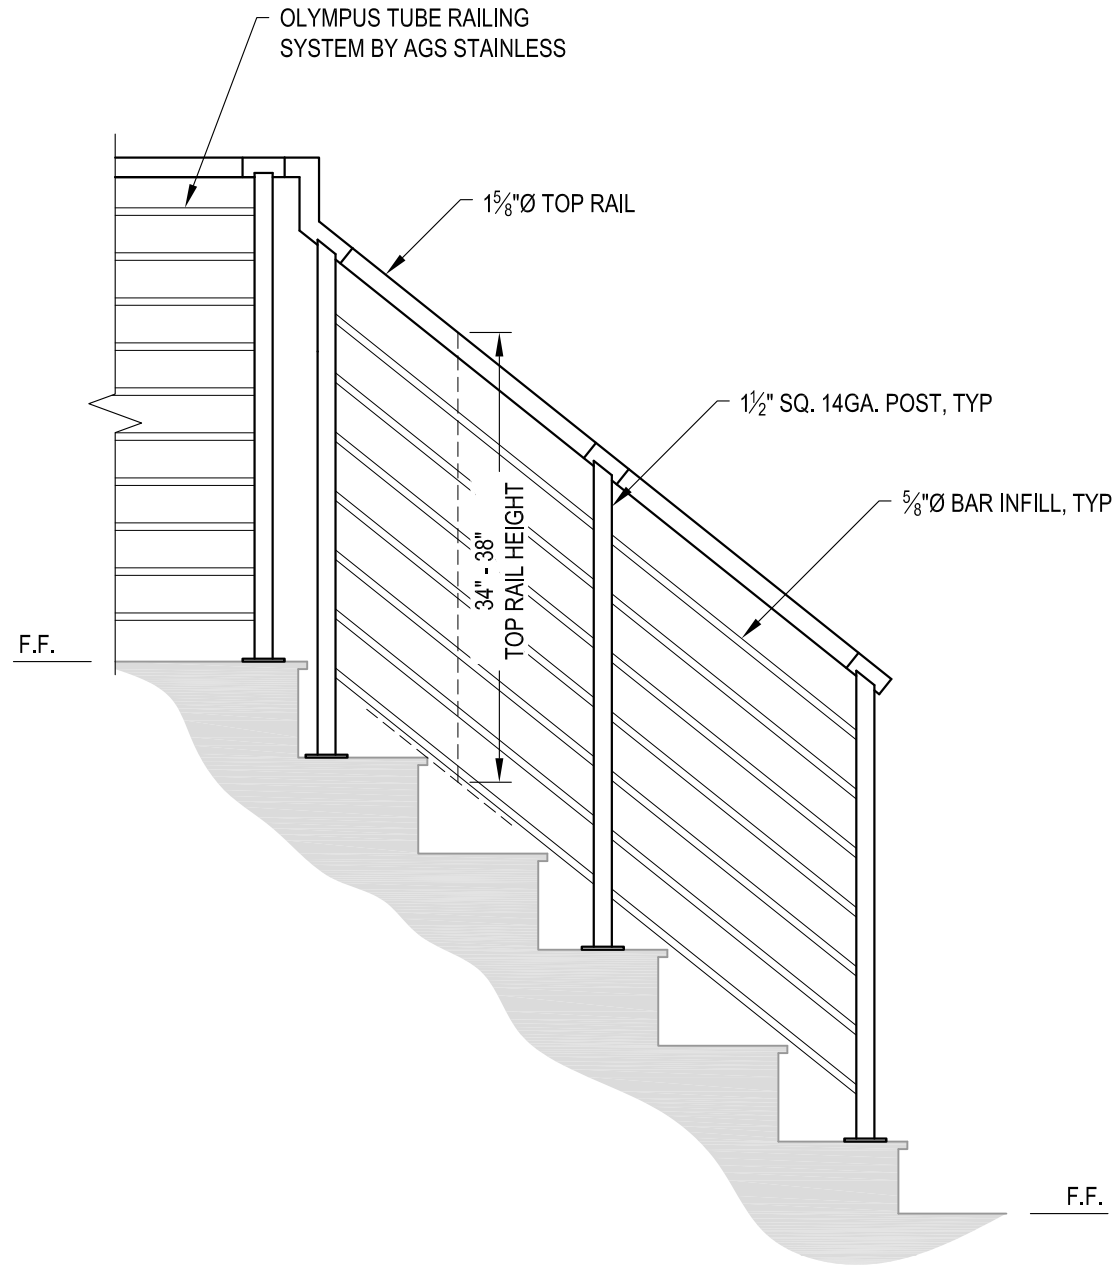 OLYMPUS TUBE RAILING
SYSTEM BY AGS STAINLESS
1⅝"Ø TOP RAIL
1½" SQ. 14GA. POST, TYP
⅝"Ø BAR INFILL, TYP
34" - 38"
TOP RAIL HEIGHT
F.F.
F.F.